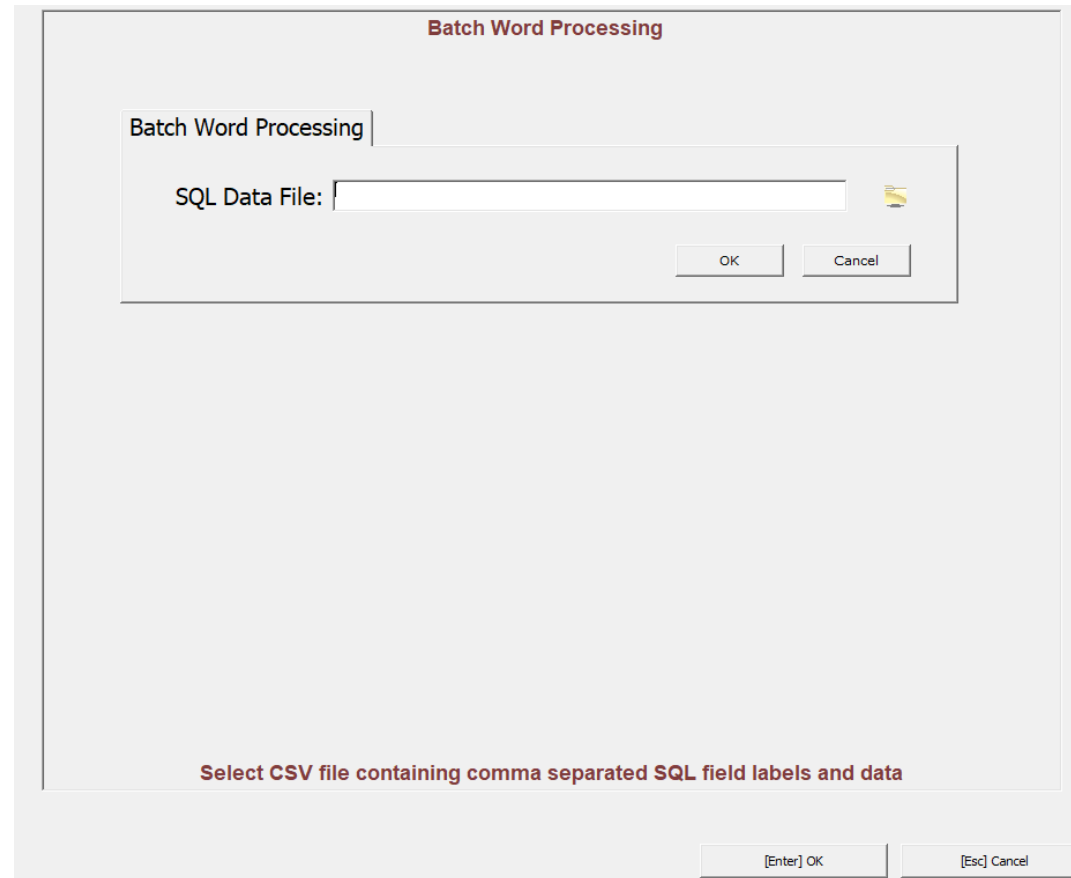 Batch Word Processing
Batch Word Processing
SQL Data File:
OK Cancel
Select CSV file containing comma separated SQL field labels and data
[Enter] OK [Esc] Cancel